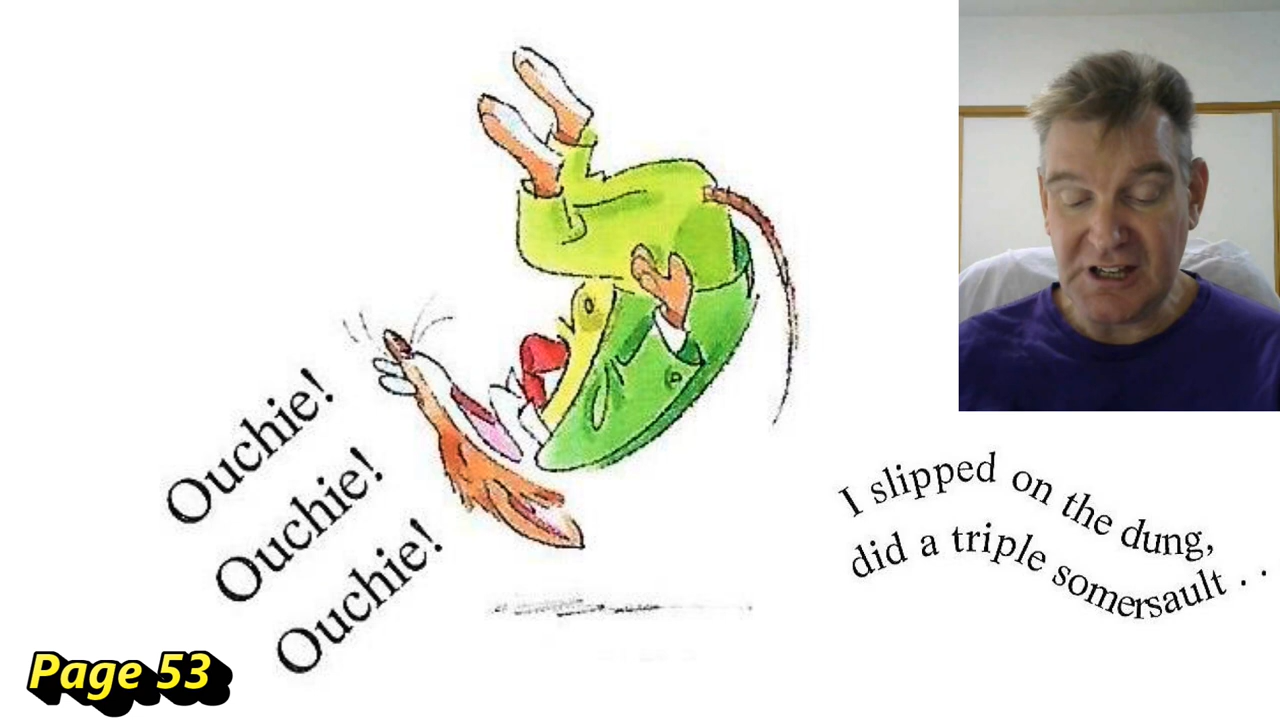 Ouchie!
Ouchie!
Ouchie!
I slipped on the dung,
did a triple somersault . .
Page 53